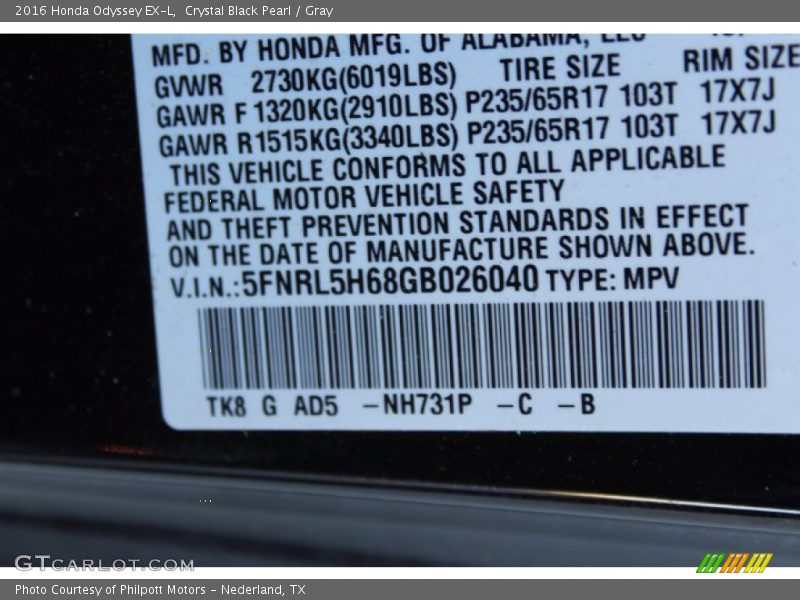 2016 Honda Odyssey EX-L,  Crystal Black Pearl / Gray
MFD. BY HONDA MFG. OF ALABAMA, LLC
GVWR 2730KG(6019LBS) TIRE SIZE RIM SIZE
GAWR F 1320KG(2910LBS) P235/65R17 103T 17X7J
GAWR R1515KG(3340LBS) P235/65R17 103T 17X7J
THIS VEHICLE CONFORMS TO ALL APPLICABLE
FEDERAL MOTOR VEHICLE SAFETY
AND THEFT PREVENTION STANDARDS IN EFFECT
ON THE DATE OF MANUFACTURE SHOWN ABOVE.
V.I.N.:5FNRL5H68GB026040 TYPE: MPV
TK8 G AD5 -NH731P -C -B
GTCARLOT.COM
Photo Courtesy of Philpott Motors - Nederland, TX